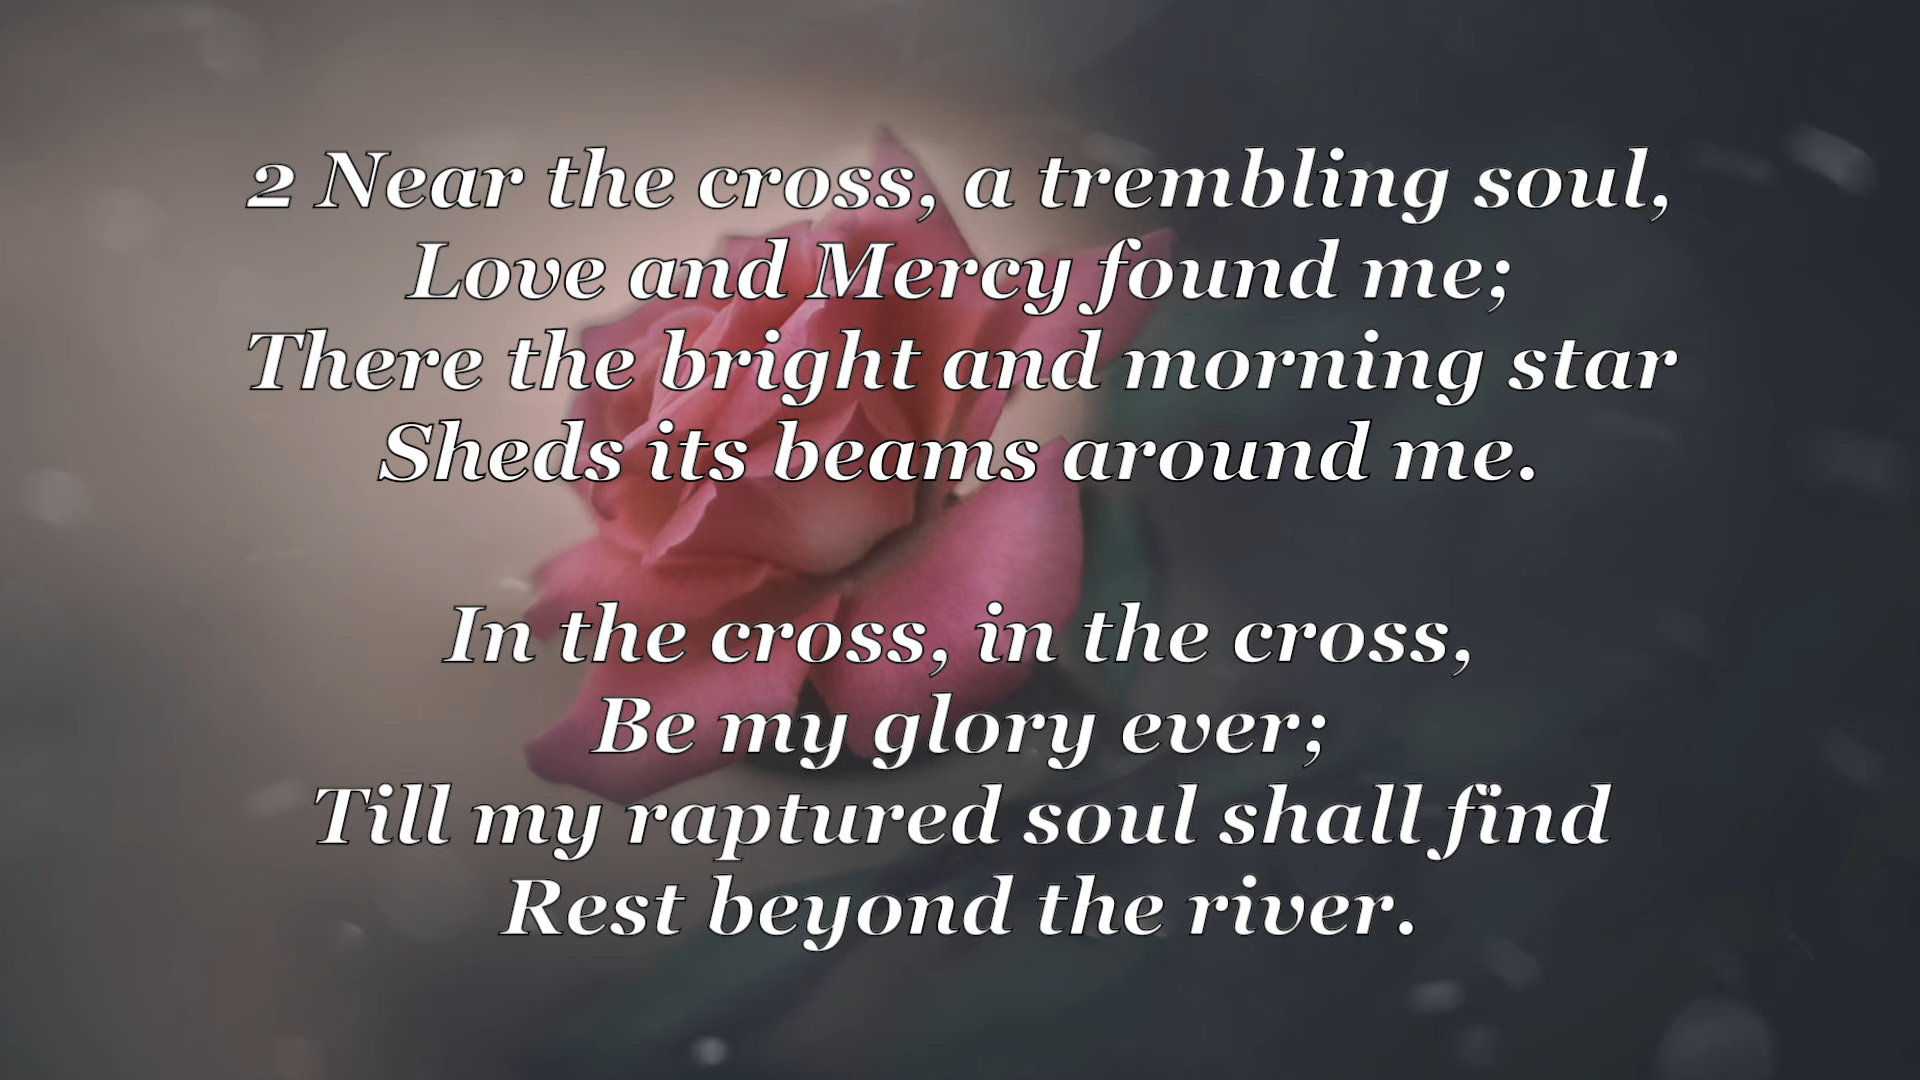 2 Near the cross, a trembling soul,
Love and Mercy found me;
There the bright and morning star
Sheds its beams around me.
In the cross, in the cross,
Be my glory ever;
Till my raptured soul shall find
Rest beyond the river.